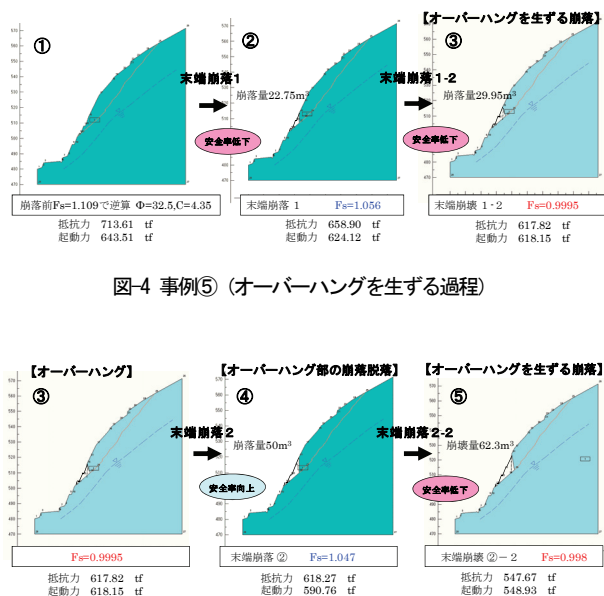 【オーバーハングを生ずる崩落】
① ② ③
末端崩落1 末端崩落1-2
崩落量22.75m³ 崩落量29.95m³
安全率低下 安全率低下
崩落前Fs=1.109で逆算 Φ=32.5,C=4.35
抵抗力 713.61 tf
起動力 643.51 tf
末端崩落 1 Fs=1.056
抵抗力 658.90 tf
起動力 624.12 tf
末端崩壊 1-2 Fs=0.9995
抵抗力 617.82 tf
起動力 618.15 tf
図-4 事例⑤（オーバーハングを生ずる過程）
【オーバーハング】 【オーバーハング部の崩落脱落】 【オーバーハングを生ずる崩落】
③ ④ ⑤
末端崩落2 末端崩落2-2
崩落量50m³ 崩壊量62.3m³
安全率向上 安全率低下
Fs=0.9995
抵抗力 617.82 tf
起動力 618.15 tf
末端崩落② Fs=1.047
抵抗力 618.27 tf
起動力 590.76 tf
末端崩壊②－2 Fs=0.998
抵抗力 547.67 tf
起動力 548.93 tf